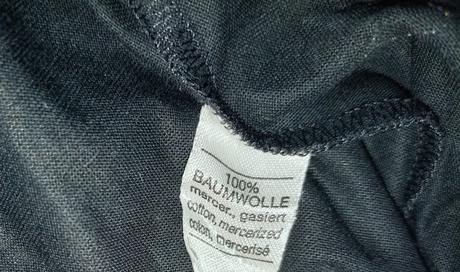 100%
BAUMWOLLE
mercer., gasiert
cotton, mercerized
coton, mercerisé